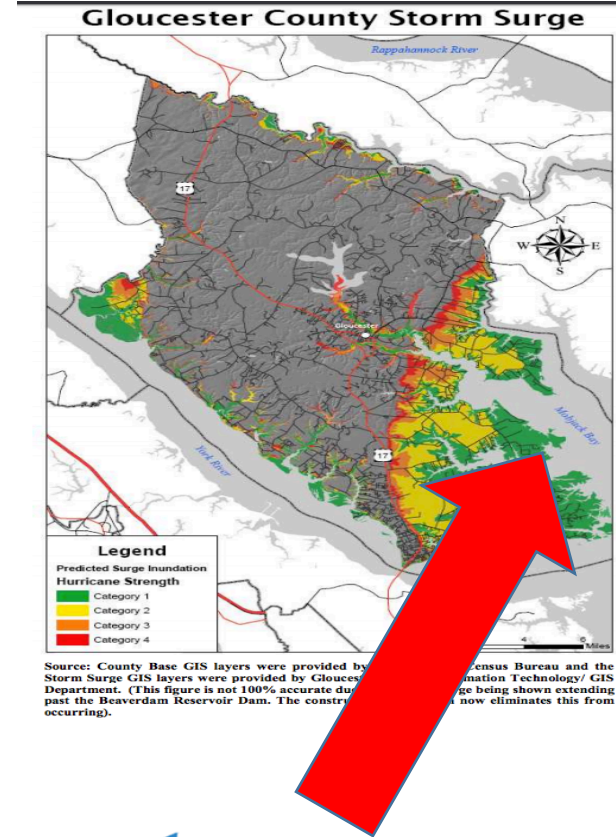 Gloucester County Storm Surge
Rappahannock River
17
N
W E
S
Gloucester
Mobjack Bay
17
York River
Legend
Predicted Surge Inundation
Hurricane Strength
Category 1
Category 2
Category 3
Category 4
4 6
Miles
Source: County Base GIS layers were provided by Census Bureau and the
Storm Surge GIS layers were provided by Gloucest mation Technology/ GIS
Department. (This figure is not 100% accurate du ge being shown extending
past the Beaverdam Reservoir Dam. The constru now eliminates this from
occurring).